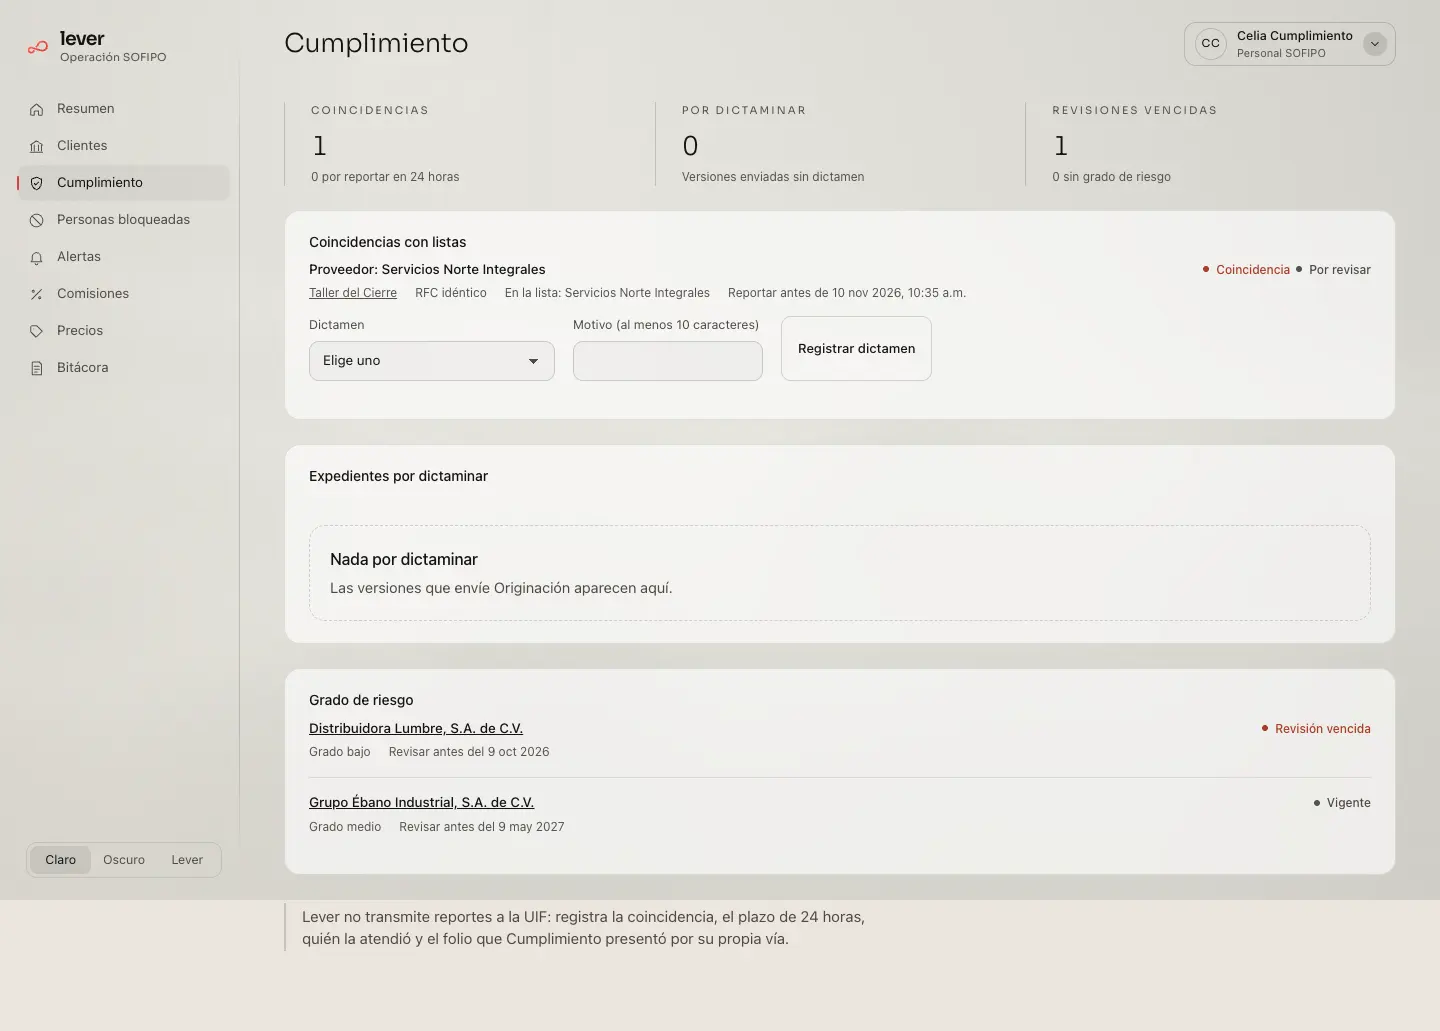 lever
Operación SOFIPO
Resumen
Clientes
Cumplimiento
Personas bloqueadas
Alertas
Comisiones
Precios
Bitácora
Claro Oscuro Lever
Cumplimiento
CC
Celia Cumplimiento
Personal SOFIPO
COINCIDENCIAS
1
0 por reportar en 24 horas
POR DICTAMINAR
0
Versiones enviadas sin dictamen
REVISIONES VENCIDAS
1
0 sin grado de riesgo
Coincidencias con listas
Proveedor: Servicios Norte Integrales
Coincidencia Por revisar
Taller del Cierre RFC idéntico En la lista: Servicios Norte Integrales Reportar antes de 10 nov 2026, 10:35 a.m.
Dictamen
Elige uno
Motivo (al menos 10 caracteres)
Registrar dictamen
Expedientes por dictaminar
Nada por dictaminar
Las versiones que envíe Originación aparecen aquí.
Grado de riesgo
Distribuidora Lumbre, S.A. de C.V.
Revisión vencida
Grado bajo Revisar antes del 9 oct 2026
Grupo Ébano Industrial, S.A. de C.V.
Vigente
Grado medio Revisar antes del 9 may 2027
Lever no transmite reportes a la UIF: registra la coincidencia, el plazo de 24 horas,
quién la atendió y el folio que Cumplimiento presentó por su propia vía.